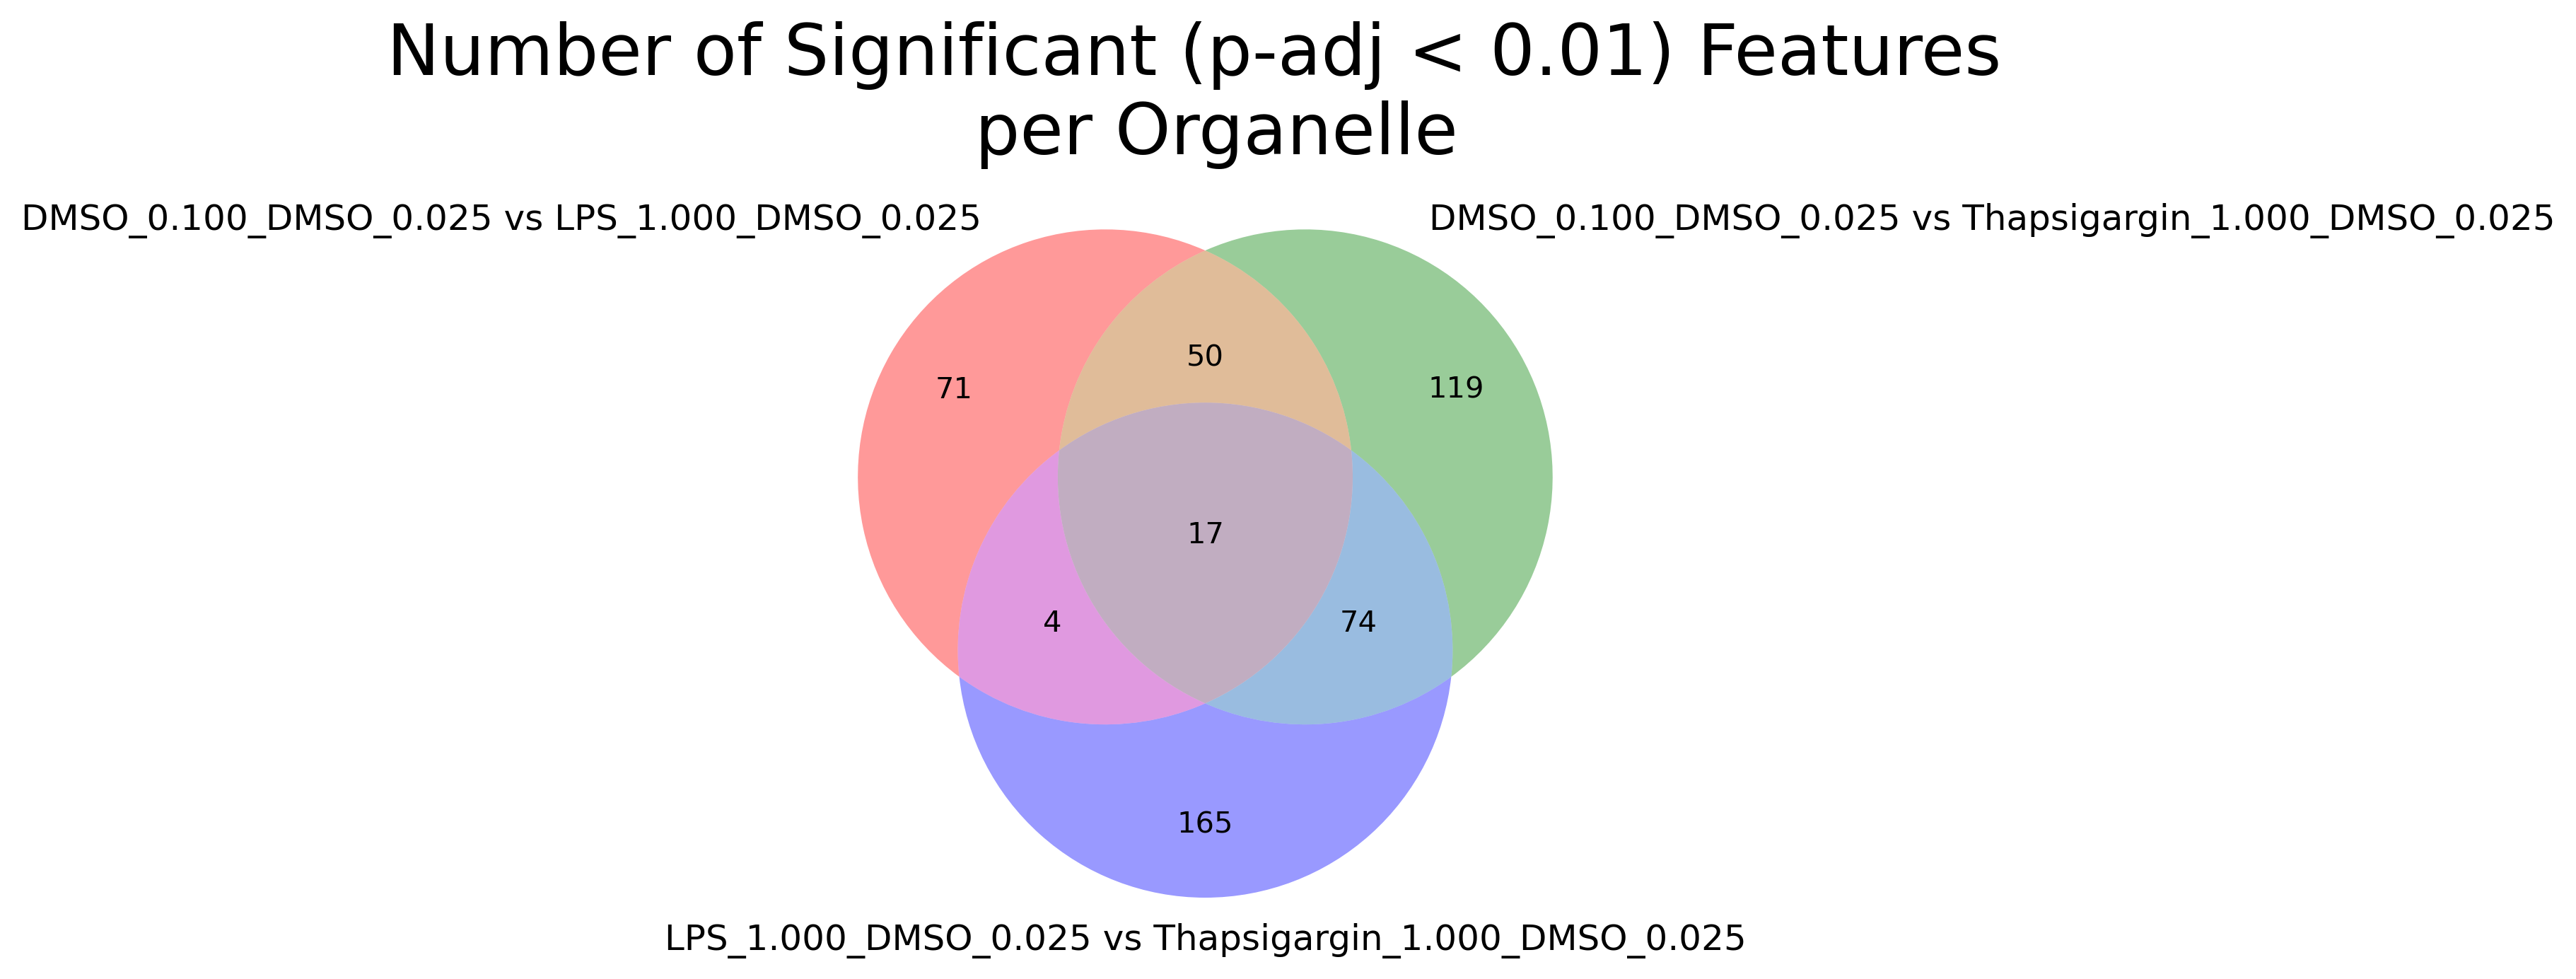 Number of Significant (p-adj < 0.01) Features
per Organelle
DMSO_0.100_DMSO_0.025 vs LPS_1.000_DMSO_0.025
DMSO_0.100_DMSO_0.025 vs Thapsigargin_1.000_DMSO_0.025
50
71
119
17
4
74
165
LPS_1.000_DMSO_0.025 vs Thapsigargin_1.000_DMSO_0.025